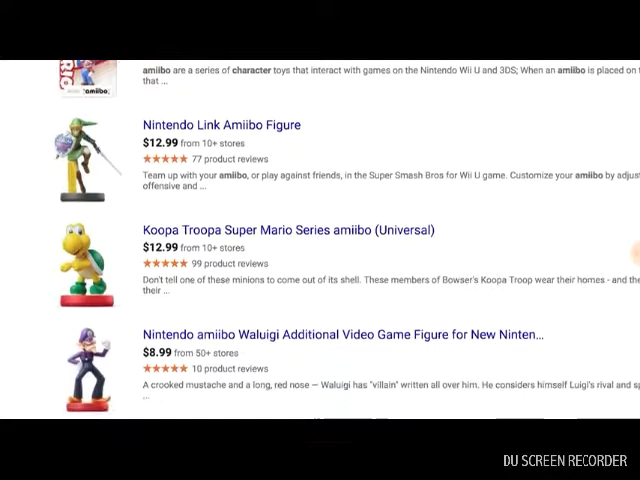 amiibo are a series of character toys that interact with games on the Nintendo Wii U and 3DS; When an amiibo is placed on
that ...
Nintendo Link Amiibo Figure
$12.99 from 10+ stores
77 product reviews
Team up with your amiibo, or play against friends, in the Super Smash Bros for Wii U game. Customize your amiibo by adjus
offensive and ...
Koopa Troopa Super Mario Series amiibo (Universal)
$12.99 from 10+ stores
99 product reviews
Don't tell one of these minions to come out of its shell. These members of Bowser's Koopa Troop wear their homes - and the
their ...
Nintendo amiibo Waluigi Additional Video Game Figure for New Ninten...
$8.99 from 50+ stores
10 product reviews
A crooked mustache and a long, red nose — Waluigi has "villain" written all over him. He considers himself Luigi's rival and sp
...
DU SCREEN RECORDER